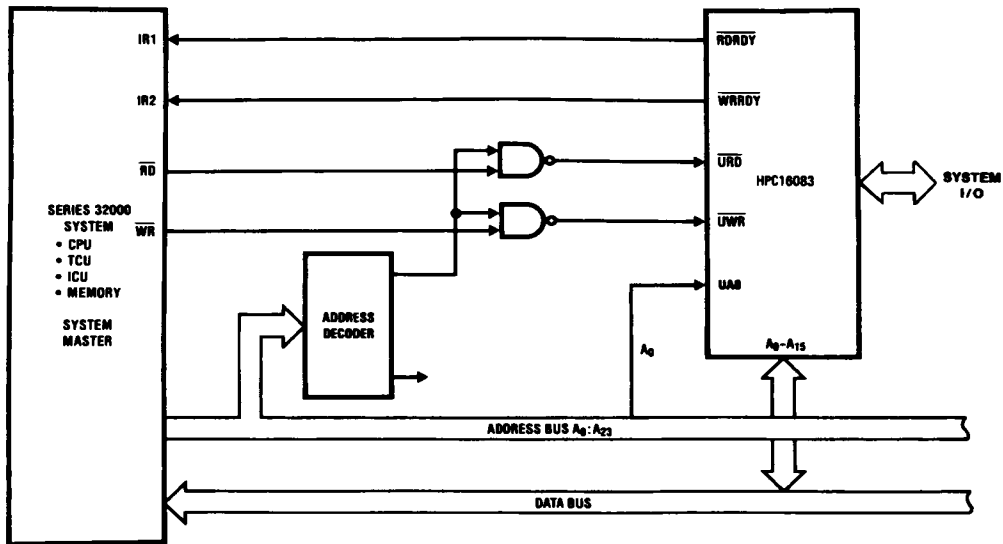 IR1
RDRDY
IR2
WRRDY
RD
URD
HPC16083
SYSTEM
I/O
SERIES 32000
SYSTEM
• CPU
• TCU
• ICU
• MEMORY
WR
UWR
SYSTEM
MASTER
ADDRESS
DECODER
UA0
A0
A0-A15
ADDRESS BUS A0:A23
DATA BUS